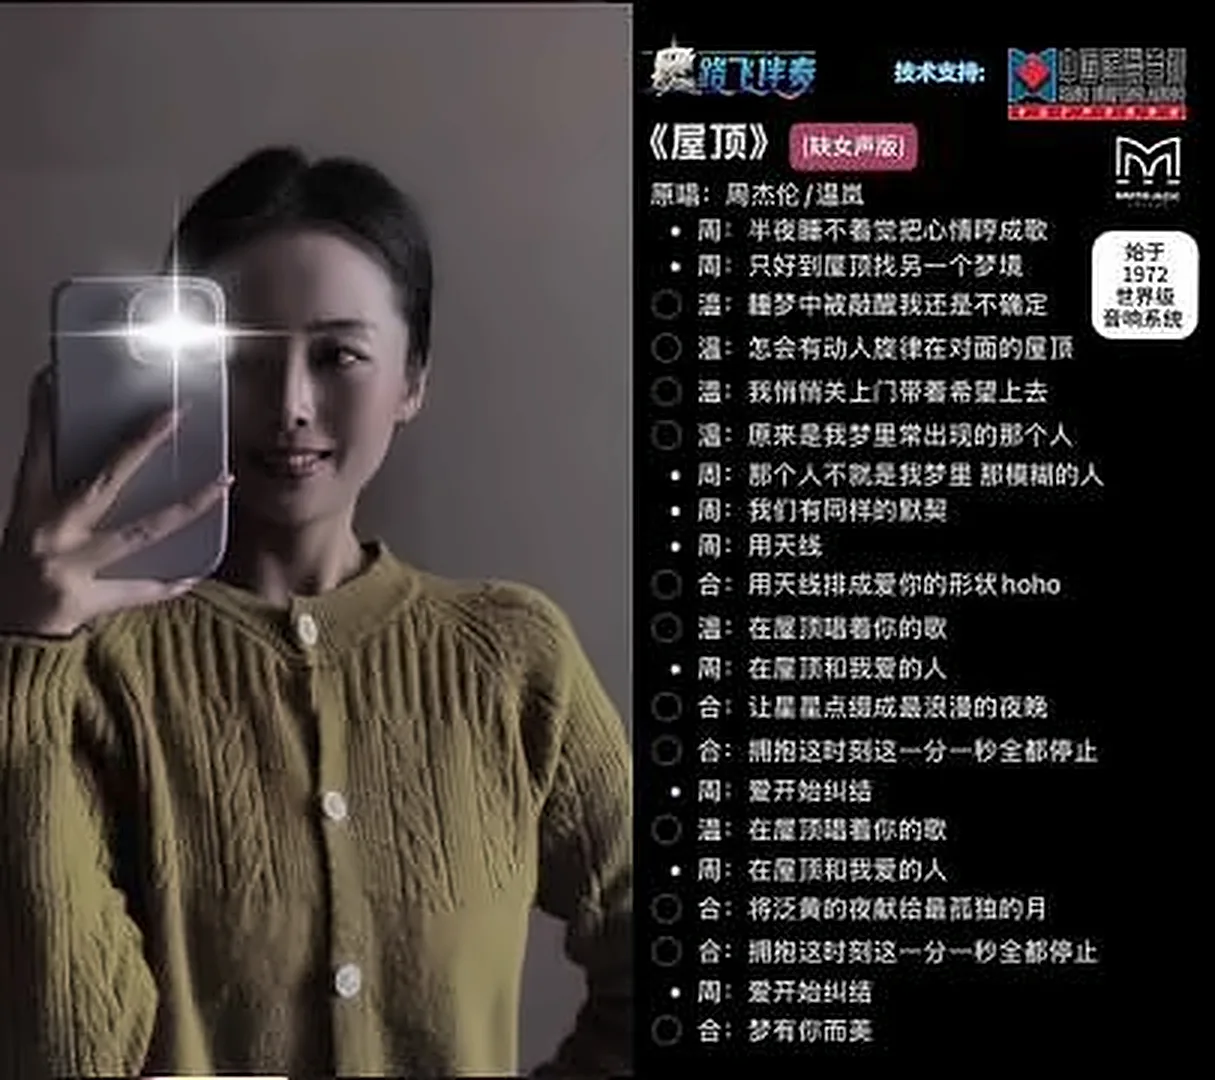 路飞伴奏
技术支持:
《屋顶》 (缺女声版)
原唱: 周杰伦/温岚
始于
1972
世界级
音响系统
• 周: 半夜睡不着觉把心情哼成歌
• 周: 只好到屋顶找另一个梦境
温: 睡梦中被敲醒我还是不确定
温: 怎会有动人旋律在对面的屋顶
温: 我悄悄关上门带着希望上去
温: 原来是我梦里常出现的那个人
• 周: 那个人不就是我梦里 那模糊的人
• 周: 我们有同样的默契
• 周: 用天线
合: 用天线排成爱你的形状hoho
温: 在屋顶唱着你的歌
• 周: 在屋顶和我爱的人
合: 让星星点缀成最浪漫的夜晚
合: 拥抱这时刻这一分一秒全都停止
• 周: 爱开始纠结
温: 在屋顶唱着你的歌
• 周: 在屋顶和我爱的人
合: 将泛黄的夜献给最孤独的月
合: 拥抱这时刻这一分一秒全都停止
• 周: 爱开始纠结
合: 梦有你而美